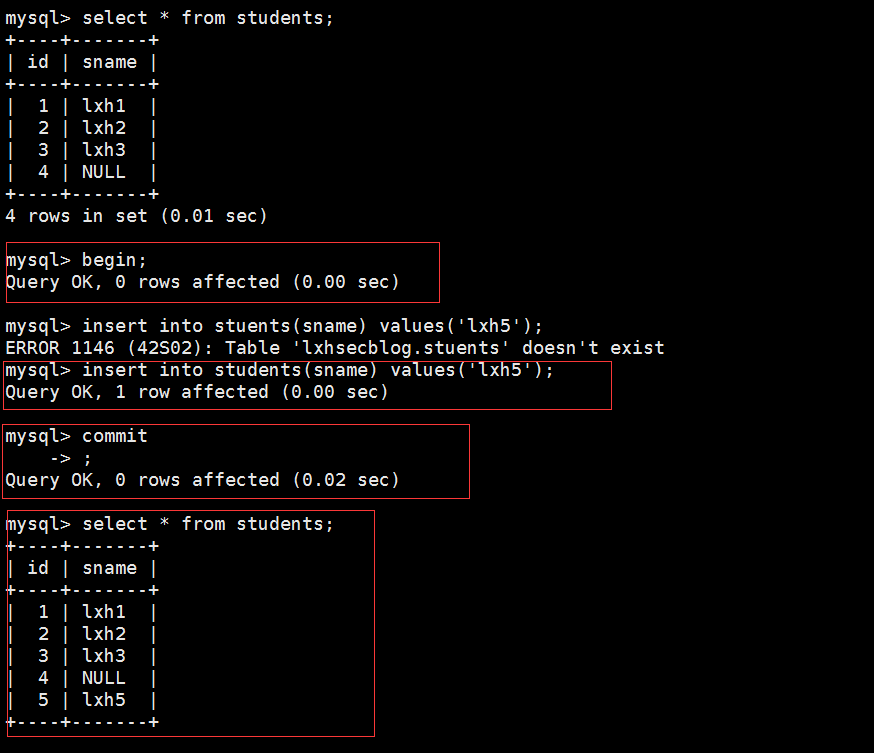 mysql> select * from students;
+----+-------+
| id | sname |
+----+-------+
|  1 | lxh1  |
|  2 | lxh2  |
|  3 | lxh3  |
|  4 | NULL  |
+----+-------+
4 rows in set (0.01 sec)
mysql> begin;
Query OK, 0 rows affected (0.00 sec)
mysql> insert into stuents(sname) values('lxh5');
ERROR 1146 (42S02): Table 'lxhsecblog.stuents' doesn't exist
mysql> insert into students(sname) values('lxh5');
Query OK, 1 row affected (0.00 sec)
mysql> commit
    -> ;
Query OK, 0 rows affected (0.02 sec)
mysql> select * from students;
+----+-------+
| id | sname |
+----+-------+
|  1 | lxh1  |
|  2 | lxh2  |
|  3 | lxh3  |
|  4 | NULL  |
|  5 | lxh5  |
+----+-------+